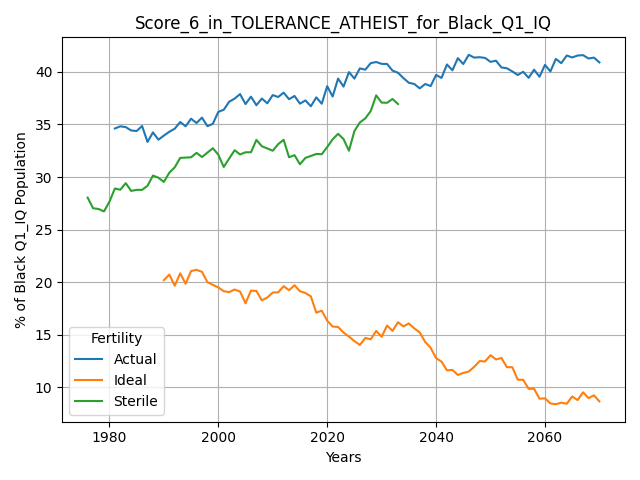 Score_6_in_TOLERANCE_ATHEIST_for_Black_Q1_IQ
% of Black Q1_IQ Population
40
35
30
25
20
15
10
Fertility
Actual
Ideal
Sterile
1980 2000 2020 2040 2060
Years